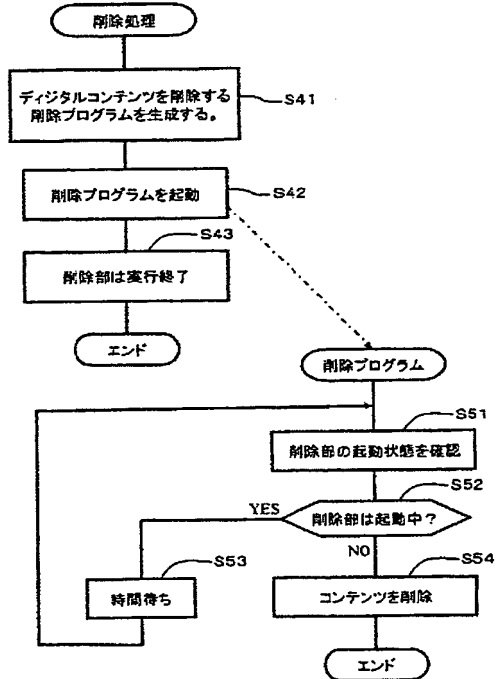 削除処理
ディジタルコンテンツを削除する
削除プログラムを生成する。
S41
削除プログラムを起動
S42
S43
削除部は実行終了
エンド
削除プログラム
S51
削除部の起動状態を確認
S52
削除部は起動中?
YES
NO
S53
時間待ち
S54
コンテンツを削除
エンド